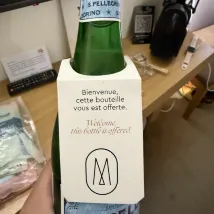 S.PELLEGRINO
Bienvenue,
cette bouteille
vous est offerte.
Welcome,
this bottle is offered!
M